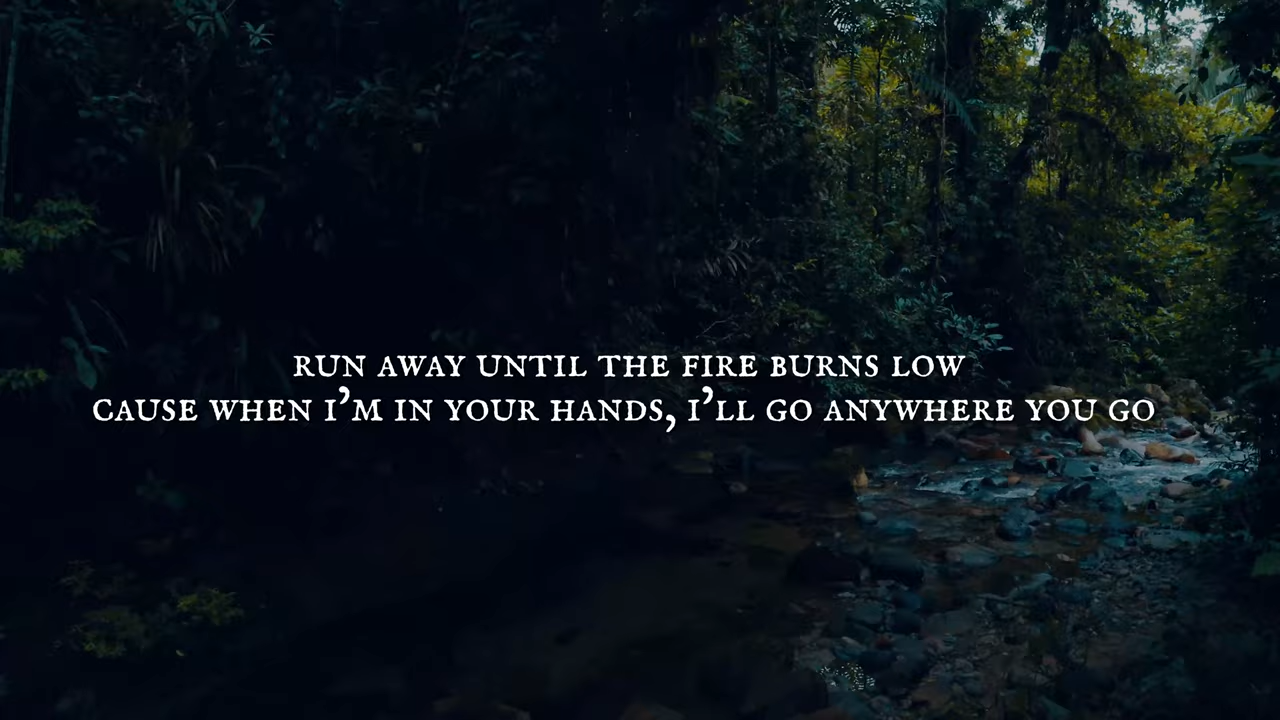 RUN AWAY UNTIL THE FIRE BURNS LOW
CAUSE WHEN I'M IN YOUR HANDS, I'LL GO ANYWHERE YOU GO